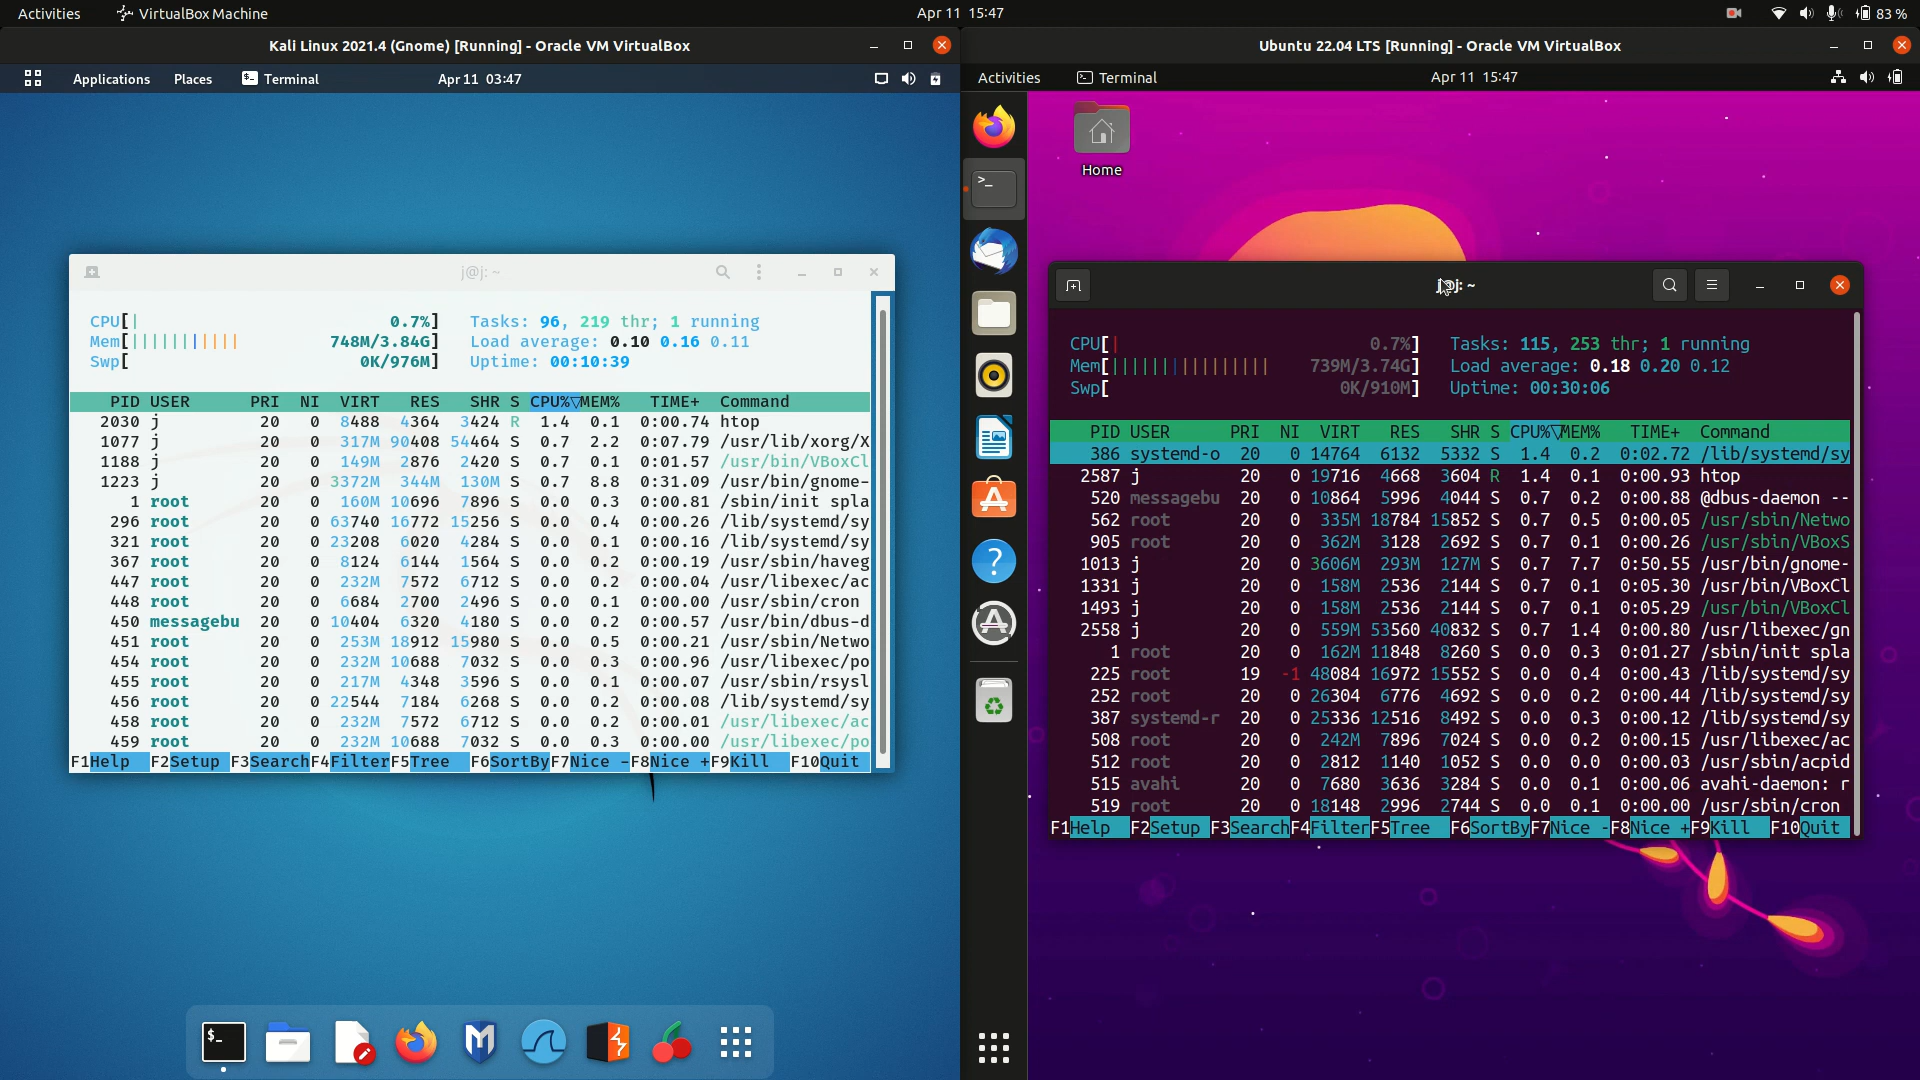 Activities VirtualBox Machine Apr 11 15:47 83 %
Kali Linux 2021.4 (Gnome) [Running] - Oracle VM VirtualBox
Applications Places Terminal Apr 11 03:47
j@j: ~
CPU[| 0.7%] Tasks: 96, 219 thr; 1 running
Mem[||||||||||| 748M/3.84G] Load average: 0.10 0.16 0.11
Swp[ 0K/976M] Uptime: 00:10:39
PID USER PRI NI VIRT RES SHR S CPU%▽MEM% TIME+ Command
2030 j 20 0 8488 4364 3424 R 1.4 0.1 0:00.74 htop
1077 j 20 0 317M 90408 54464 S 0.7 2.2 0:07.79 /usr/lib/xorg/X
1188 j 20 0 149M 2876 2420 S 0.7 0.1 0:01.57 /usr/bin/VBoxCl
1223 j 20 0 3372M 344M 130M S 0.7 8.8 0:31.09 /usr/bin/gnome-
1 root 20 0 160M 10696 7896 S 0.0 0.3 0:00.81 /sbin/init spla
296 root 20 0 63740 16772 15256 S 0.0 0.4 0:00.26 /lib/systemd/sy
321 root 20 0 23208 6020 4284 S 0.0 0.1 0:00.16 /lib/systemd/sy
367 root 20 0 8124 6144 1564 S 0.0 0.2 0:00.19 /usr/sbin/haveg
447 root 20 0 232M 7572 6712 S 0.0 0.2 0:00.04 /usr/libexec/ac
448 root 20 0 6684 2700 2496 S 0.0 0.1 0:00.00 /usr/sbin/cron
450 messagebu 20 0 10404 6320 4180 S 0.0 0.2 0:00.57 /usr/bin/dbus-d
451 root 20 0 253M 18912 15980 S 0.0 0.5 0:00.21 /usr/sbin/Netwo
454 root 20 0 232M 10688 7032 S 0.0 0.3 0:00.96 /usr/libexec/po
455 root 20 0 217M 4348 3596 S 0.0 0.1 0:00.07 /usr/sbin/rsysl
456 root 20 0 22544 7184 6268 S 0.0 0.2 0:00.08 /lib/systemd/sy
458 root 20 0 232M 7572 6712 S 0.0 0.2 0:00.01 /usr/libexec/ac
459 root 20 0 232M 10688 7032 S 0.0 0.3 0:00.00 /usr/libexec/po
F1Help F2Setup F3SearchF4FilterF5Tree F6SortByF7Nice -F8Nice +F9Kill F10Quit
Ubuntu 22.04 LTS [Running] - Oracle VM VirtualBox
Activities Terminal Apr 11 15:47
Home
j@j: ~
CPU[| 0.7%] Tasks: 115, 253 thr; 1 running
Mem[|||||||||||||||| 739M/3.74G] Load average: 0.18 0.20 0.12
Swp[ 0K/910M] Uptime: 00:30:06
PID USER PRI NI VIRT RES SHR S CPU%▽MEM% TIME+ Command
386 systemd-o 20 0 14764 6132 5332 S 1.4 0.2 0:02.72 /lib/systemd/sy
2587 j 20 0 19716 4668 3604 R 1.4 0.1 0:00.93 htop
520 messagebu 20 0 10864 5996 4044 S 0.7 0.2 0:00.88 @dbus-daemon --
562 root 20 0 335M 18784 15852 S 0.7 0.5 0:00.05 /usr/sbin/Netwo
905 root 20 0 362M 3128 2692 S 0.7 0.1 0:00.26 /usr/sbin/VBoxS
1013 j 20 0 3606M 293M 127M S 0.7 7.7 0:50.55 /usr/bin/gnome-
1331 j 20 0 158M 2536 2144 S 0.7 0.1 0:05.30 /usr/bin/VBoxCl
1493 j 20 0 158M 2536 2144 S 0.7 0.1 0:05.29 /usr/bin/VBoxCl
2558 j 20 0 559M 53560 40832 S 0.7 1.4 0:00.80 /usr/libexec/gn
1 root 20 0 162M 11848 8260 S 0.0 0.3 0:01.27 /sbin/init spla
225 root 19 -1 48084 16972 15552 S 0.0 0.4 0:00.43 /lib/systemd/sy
252 root 20 0 26304 6776 4692 S 0.0 0.2 0:00.44 /lib/systemd/sy
387 systemd-r 20 0 25336 12516 8492 S 0.0 0.3 0:00.12 /lib/systemd/sy
508 root 20 0 242M 7896 7024 S 0.0 0.2 0:00.15 /usr/libexec/ac
512 root 20 0 2812 1140 1052 S 0.0 0.0 0:00.03 /usr/sbin/acpid
515 avahi 20 0 7680 3636 3284 S 0.0 0.1 0:00.06 avahi-daemon: r
519 root 20 0 18148 2996 2744 S 0.0 0.1 0:00.00 /usr/sbin/cron
F1Help F2Setup F3SearchF4FilterF5Tree F6SortByF7Nice -F8Nice +F9Kill F10Quit